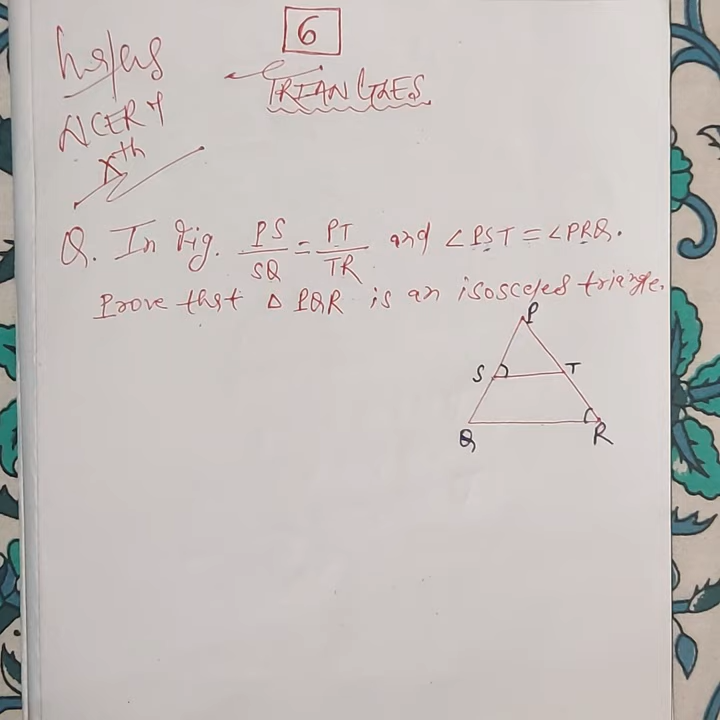 6
TRIANGLES
NCERT
Xth
Q. In fig. PS/SQ = PT/TR and ∠PST = ∠PRQ.
Prove that △ PQR is an isosceles triangle.
P
S T
Q R